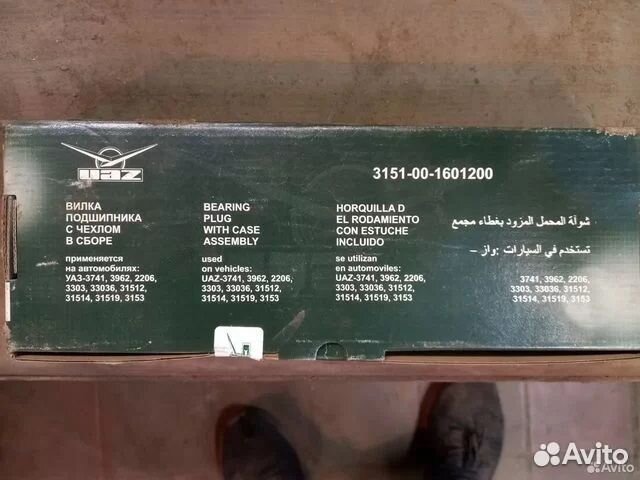 uaz
3151-00-1601200
ВИЛКА
ПОДШИПНИКА
С ЧЕХЛОМ
В СБОРЕ
применяется
на автомобилях:
УАЗ-3741, 3962, 2206,
3303, 33036, 31512,
31514, 31519, 3153
BEARING
PLUG
WITH CASE
ASSEMBLY
used
on vehicles:
UAZ-3741, 3962, 2206,
3303, 33036, 31512,
31514, 31519, 3153
HORQUILLA D
EL RODAMIENTO
CON ESTUCHE
INCLUIDO
se utilizan
en automoviles:
UAZ-3741, 3962, 2206,
3303, 33036, 31512,
31514, 31519, 3153
شوآة المحمل المزود بغطاء مجمع
تستخدم في السيارات :واز –
3741, 3962, 2206,
3303, 33036, 31512,
31514, 31519, 3153
Avito
Avito